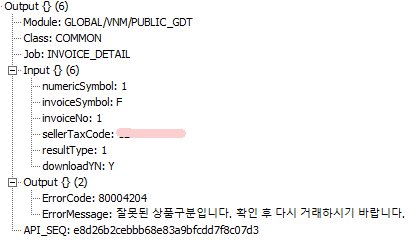 Output {} (6)
Module: GLOBAL/VNM/PUBLIC_GDT
Class: COMMON
Job: INVOICE_DETAIL
Input {} (6)
numericSymbol: 1
invoiceSymbol: F
invoiceNo: 1
sellerTaxCode:
resultType: 1
downloadYN: Y
Output {} (2)
ErrorCode: 80004204
ErrorMessage: 잘못된 상품구분입니다. 확인 후 다시 거래하시기 바랍니다.
API_SEQ: e8d26b2cebbb68e83a9bfcdd7f8c07d3